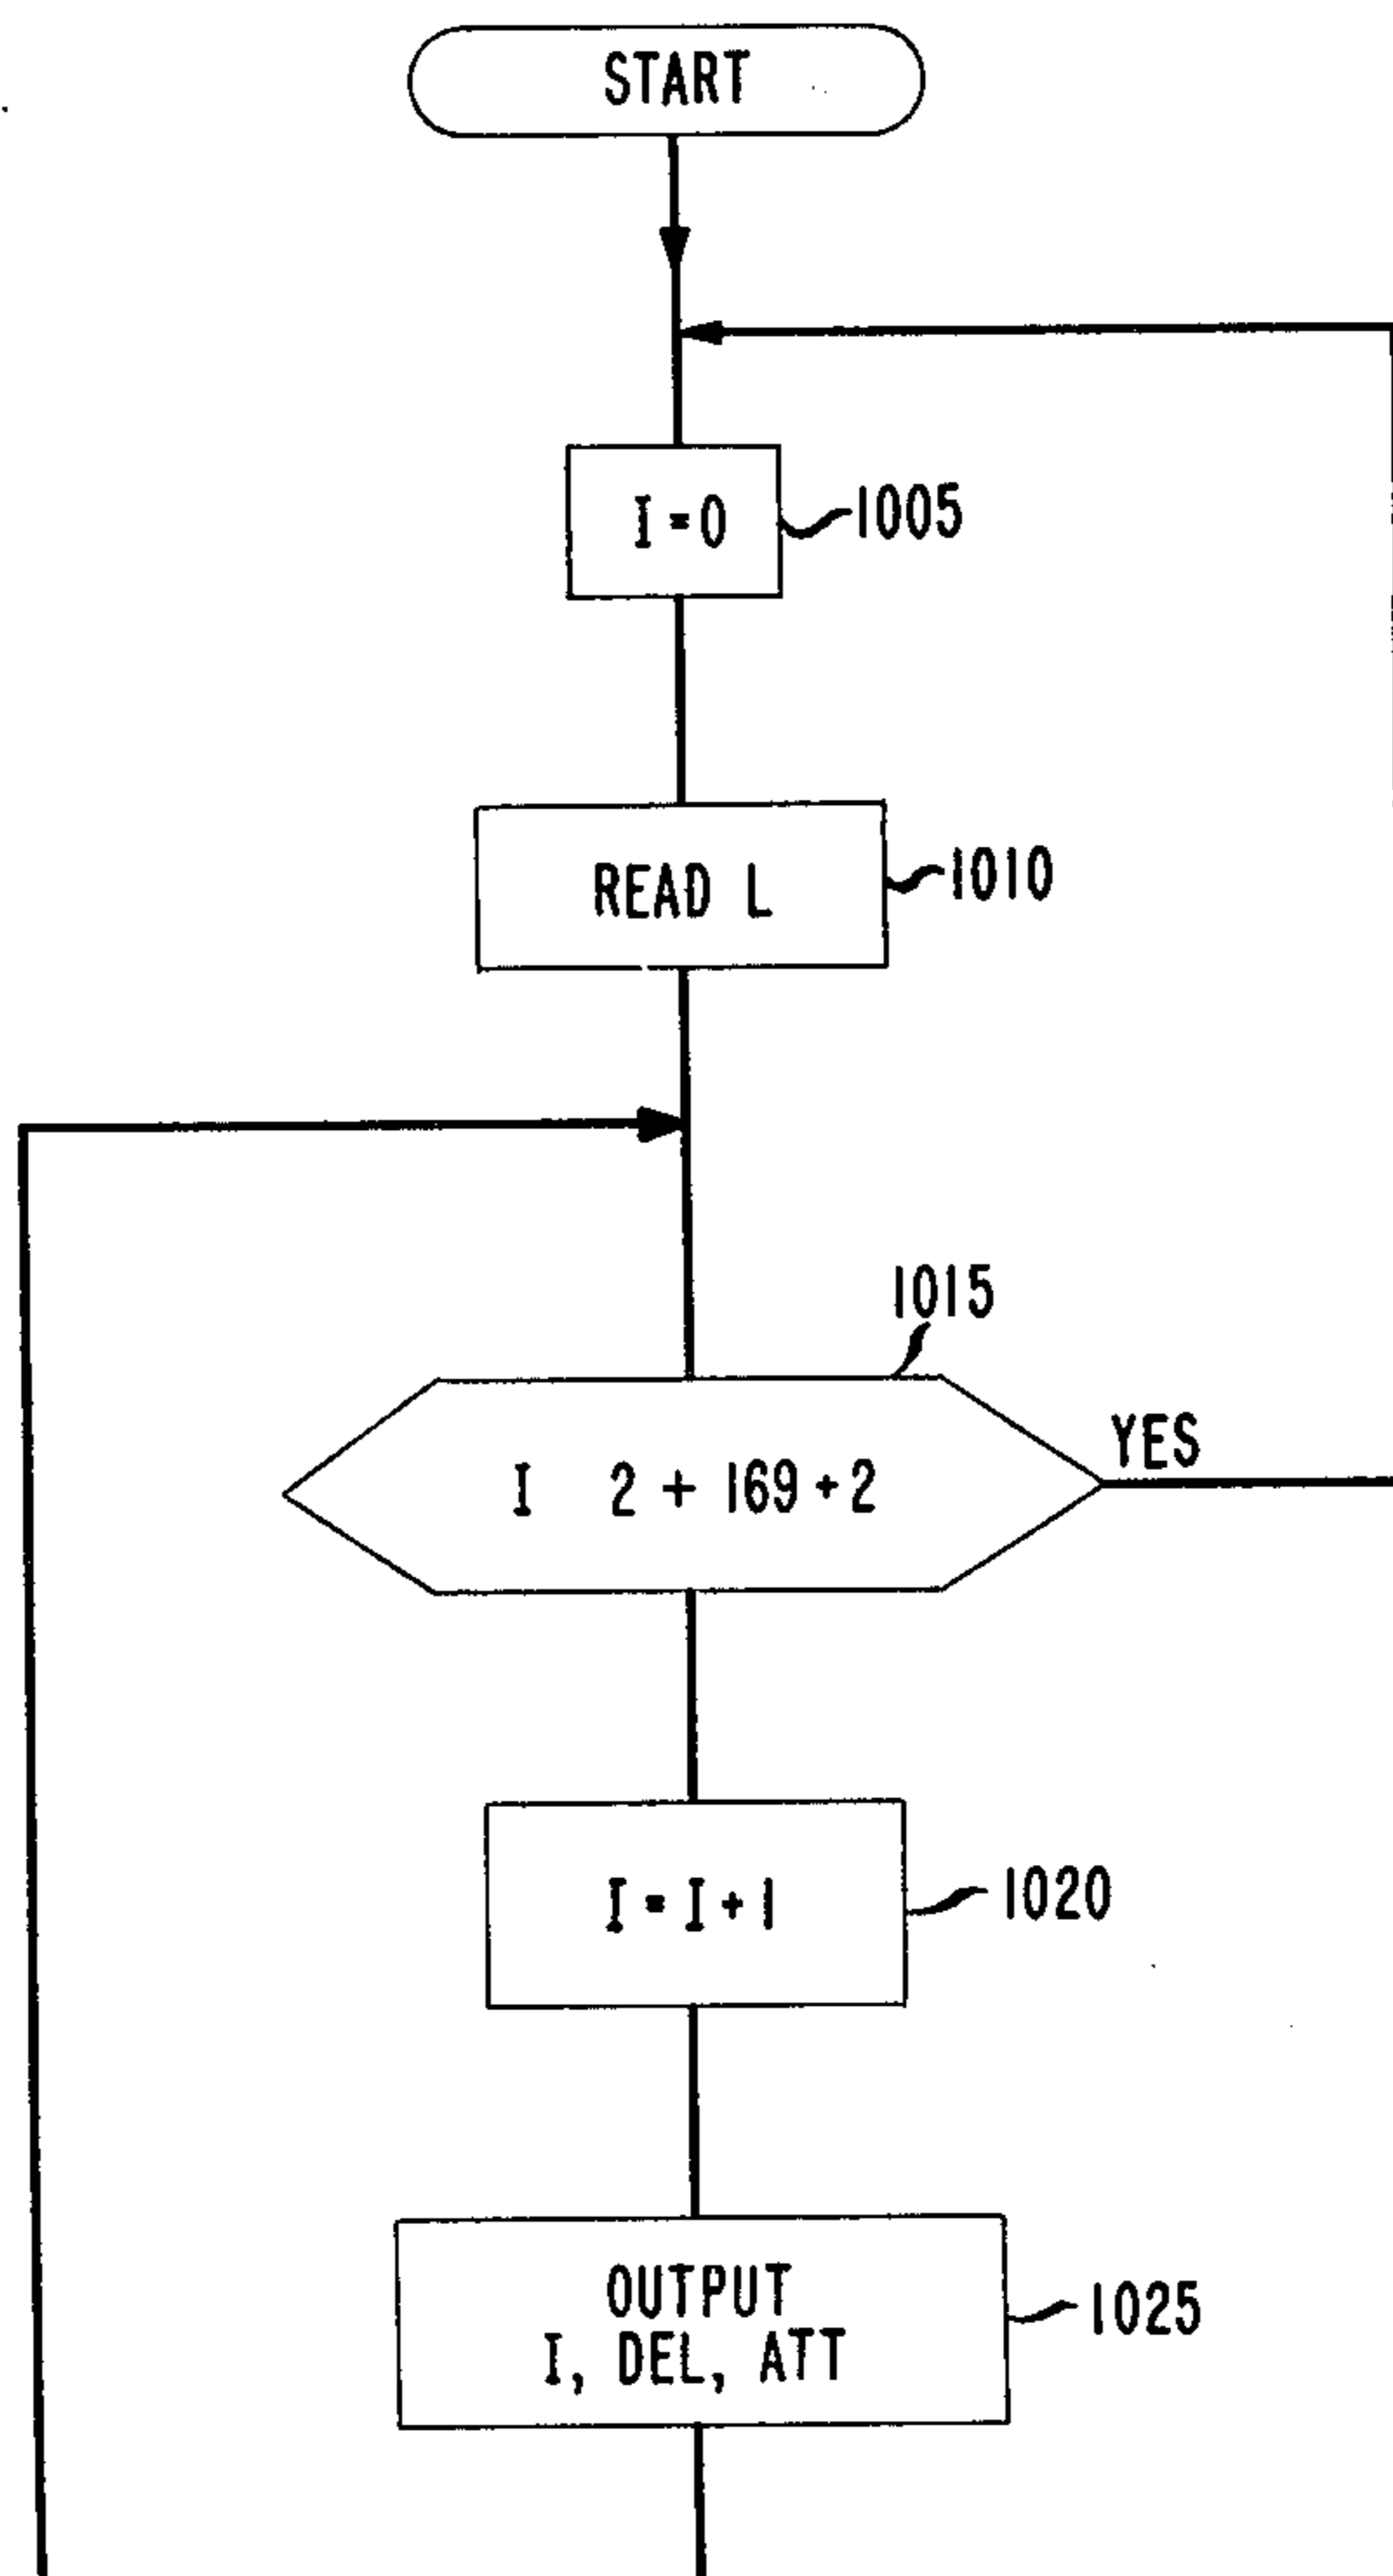 START
I=0
1005
READ L
1010
1015
I 2 + 169 + 2
YES
I=I+1
1020
OUTPUT
I, DEL, ATT
1025